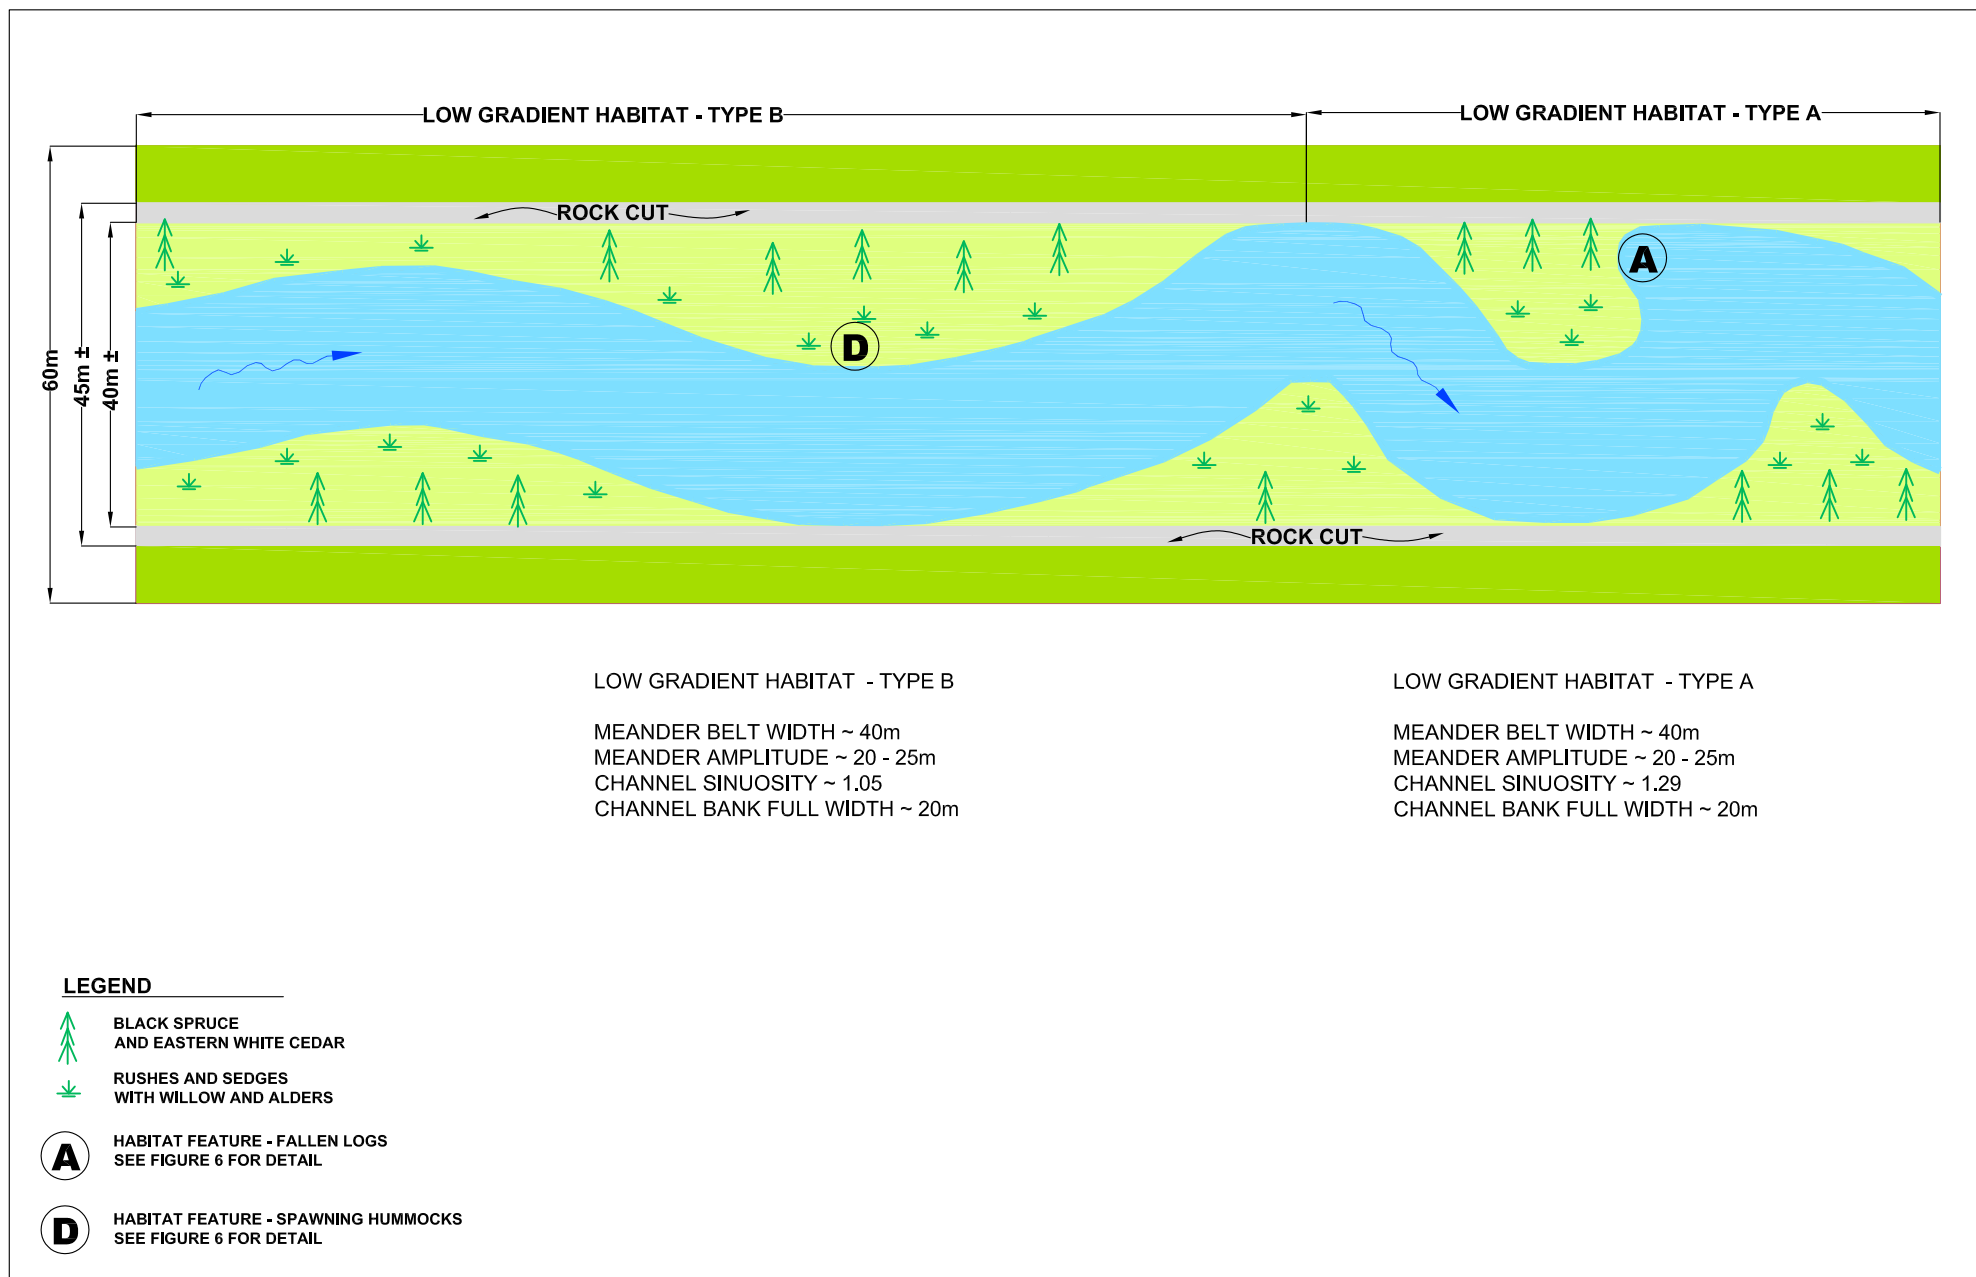 LOW GRADIENT HABITAT - TYPE B
LOW GRADIENT HABITAT - TYPE A
ROCK CUT
A
D
60m
45m ±
40m ±
ROCK CUT
LOW GRADIENT HABITAT - TYPE B
MEANDER BELT WIDTH ~ 40m
MEANDER AMPLITUDE ~ 20 - 25m
CHANNEL SINUOSITY ~ 1.05
CHANNEL BANK FULL WIDTH ~ 20m
LOW GRADIENT HABITAT - TYPE A
MEANDER BELT WIDTH ~ 40m
MEANDER AMPLITUDE ~ 20 - 25m
CHANNEL SINUOSITY ~ 1.29
CHANNEL BANK FULL WIDTH ~ 20m
LEGEND
BLACK SPRUCE
AND EASTERN WHITE CEDAR
RUSHES AND SEDGES
WITH WILLOW AND ALDERS
A
HABITAT FEATURE - FALLEN LOGS
SEE FIGURE 6 FOR DETAIL
D
HABITAT FEATURE - SPAWNING HUMMOCKS
SEE FIGURE 6 FOR DETAIL